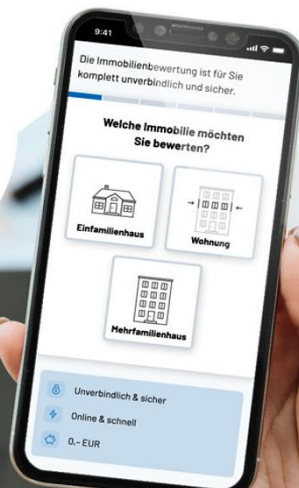 9:41
Die Immobilienbewertung ist für Sie
komplett unverbindlich und sicher.
Welche Immobilie möchten
Sie bewerten?
Einfamilienhaus
Wohnung
Mehrfamilienhaus
Unverbindlich & sicher
Online & schnell
0,- EUR